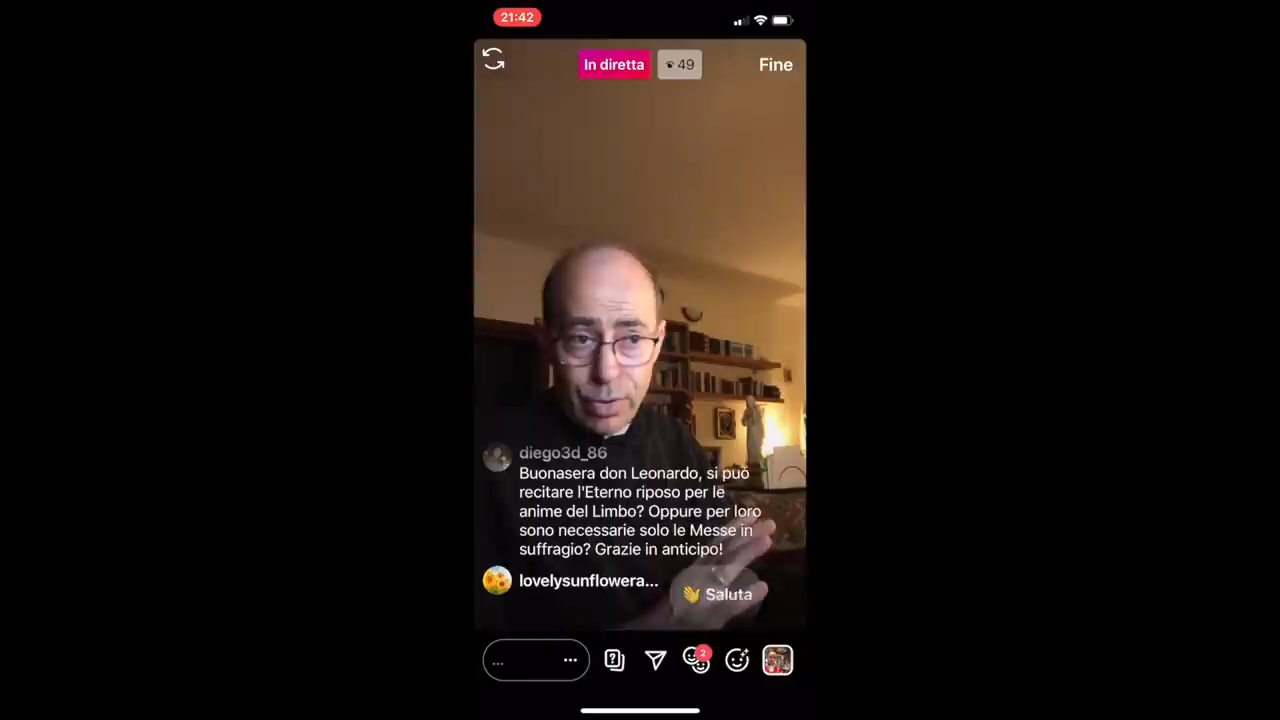 21:42
In diretta
49
Fine
diego3d_86
Buonasera don Leonardo, si può
recitare l'Eterno riposo per le
anime del Limbo? Oppure per loro
sono necessarie solo le Messe in
suffragio? Grazie in anticipo!
lovelysunflowera...
👋 Saluta
...
2